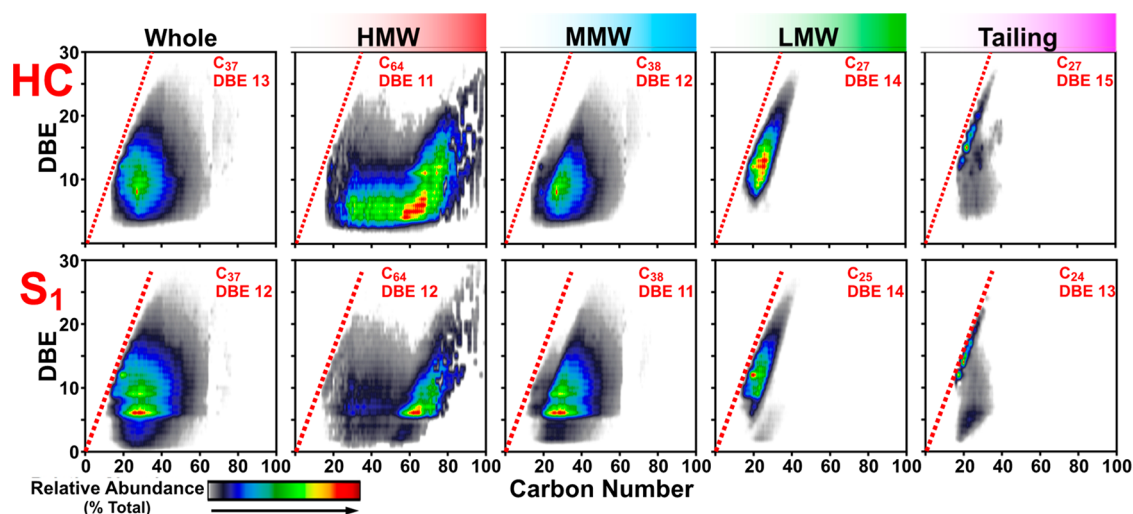 Whole HMW MMW LMW Tailing
HC
DBE
30
20
10
C37
DBE 13
C64
DBE 11
C38
DBE 12
C27
DBE 14
C27
DBE 15
S1
DBE
30
20
10
0
C37
DBE 12
C64
DBE 12
C38
DBE 11
C25
DBE 14
C24
DBE 13
0 20 40 60 80 100 20 40 60 80 100 20 40 60 80 100 20 40 60 80 100 20 40 60 80 100
Carbon Number
Relative Abundance
(% Total)